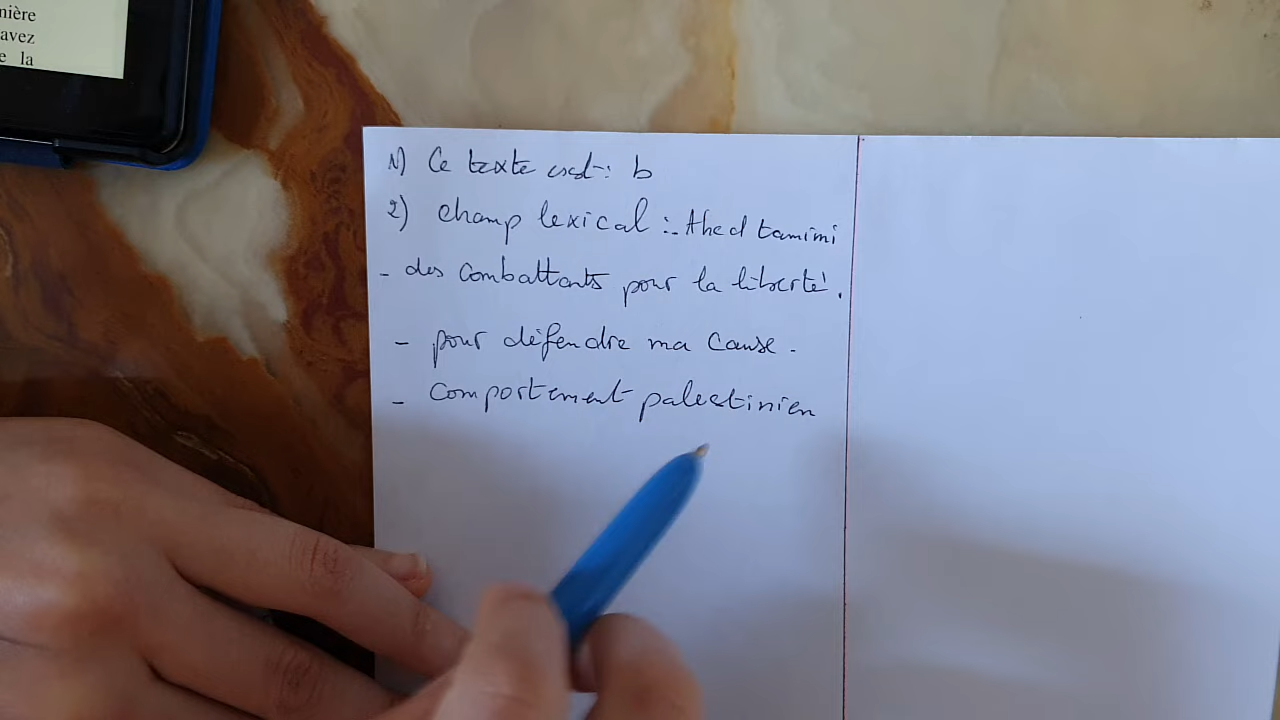 nière
avez
e la
1) Ce texte est : b
2) champ lexical :- Ahed tamimi
- des combattants pour la liberté.
- pour défendre ma cause.
- comportement palestinien